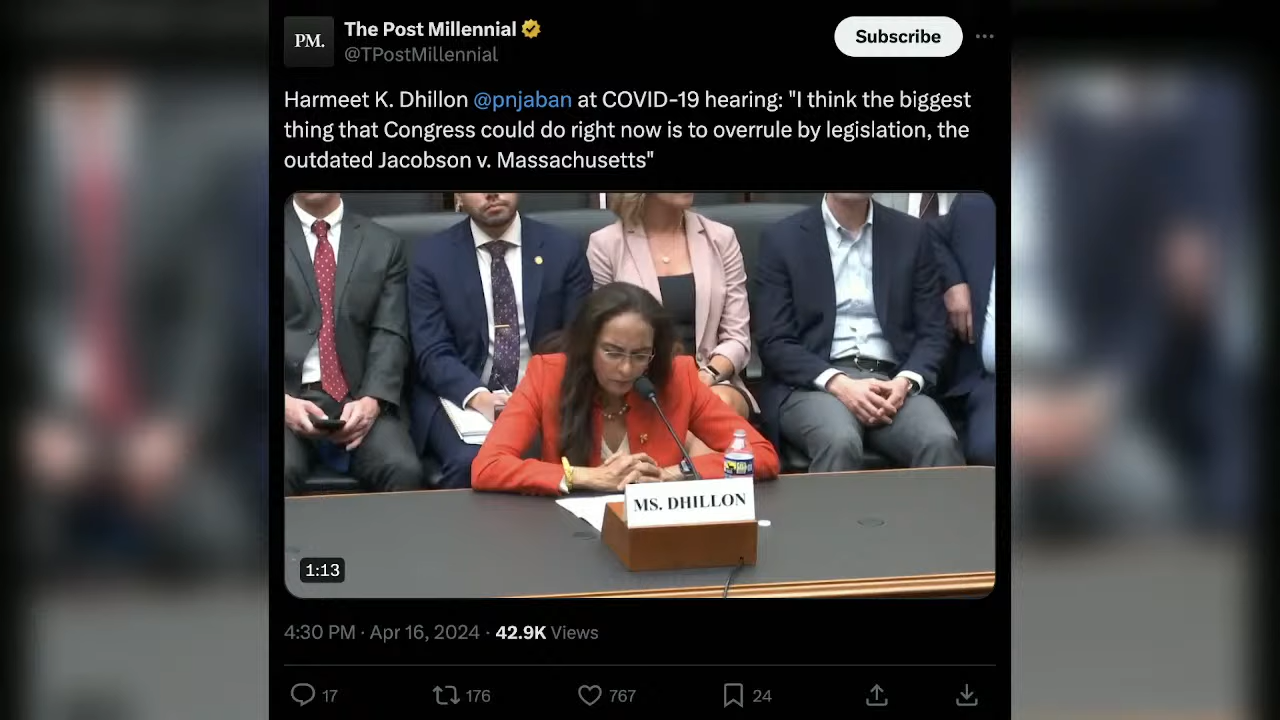 PM.
The Post Millennial
@TPostMillennial
Subscribe
Harmeet K. Dhillon @pnjaban at COVID-19 hearing: "I think the biggest
thing that Congress could do right now is to overrule by legislation, the
outdated Jacobson v. Massachusetts"
MS. DHILLON
1:13
4:30 PM · Apr 16, 2024 · 42.9K Views
17 176 767 24